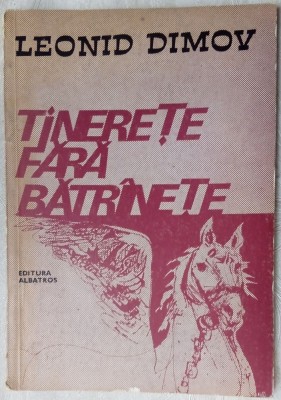 LEONID DIMOV
TINEREȚE
FĂRĂ
BĂTRÎNEȚE
EDITURA
ALBATROS